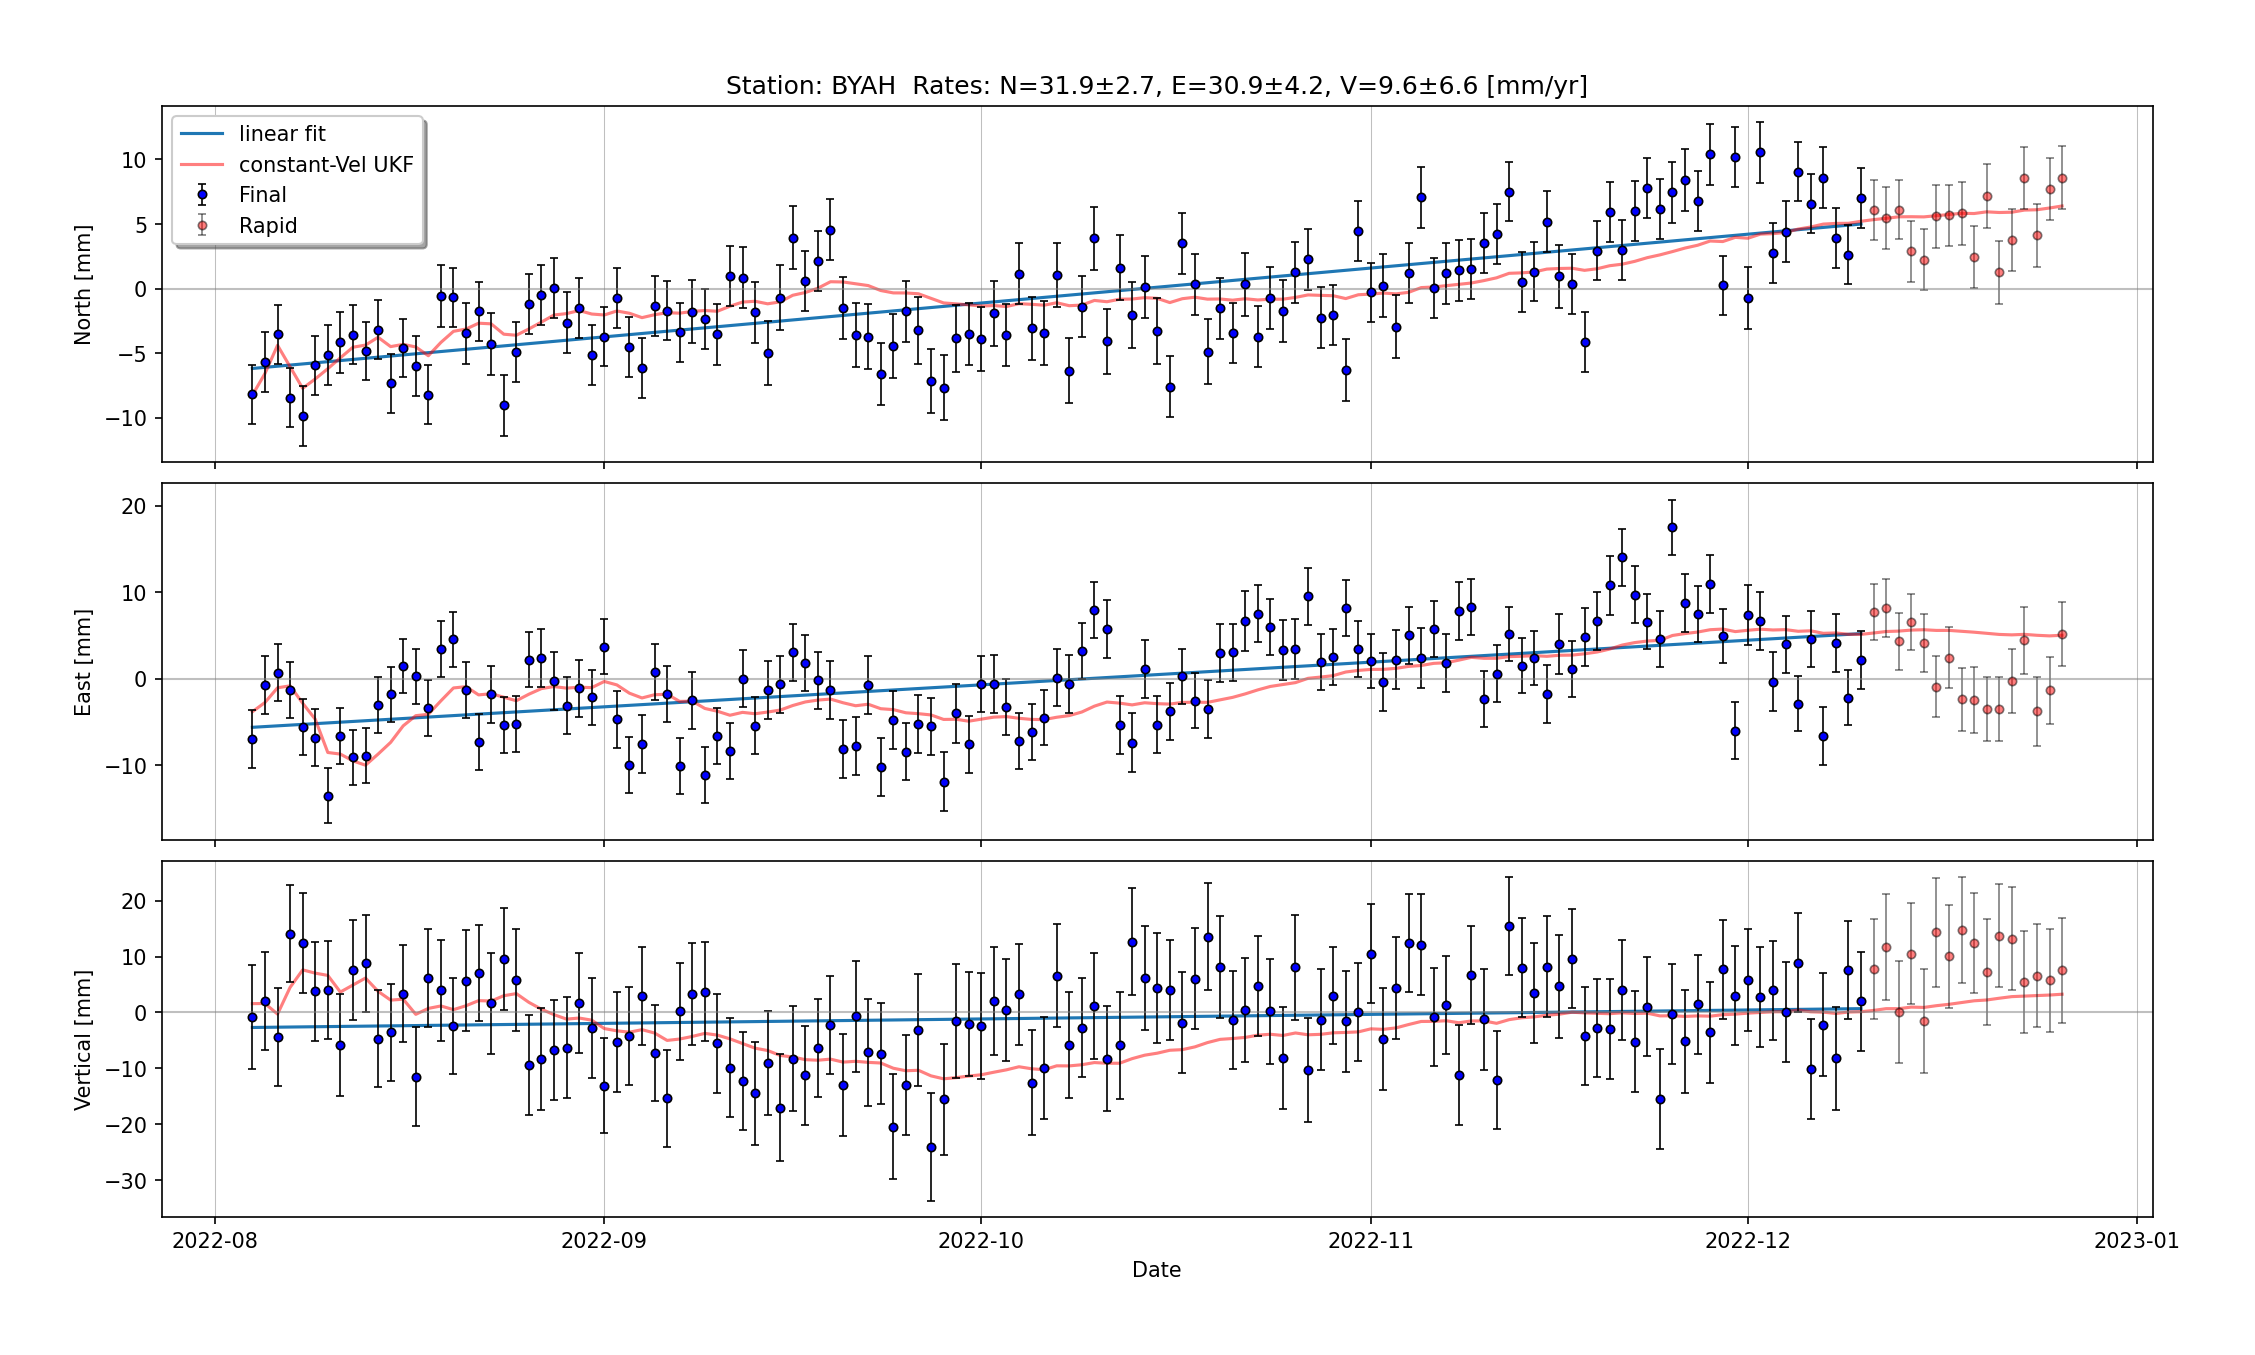 Station: BYAH  Rates: N=31.9±2.7, E=30.9±4.2, V=9.6±6.6 [mm/yr]
linear fit
constant-Vel UKF
Final
Rapid
North [mm]
10
5
0
−5
−10
East [mm]
20
10
0
−10
Vertical [mm]
20
10
0
−10
−20
−30
2022-08 2022-09 2022-10 2022-11 2022-12 2023-01
Date